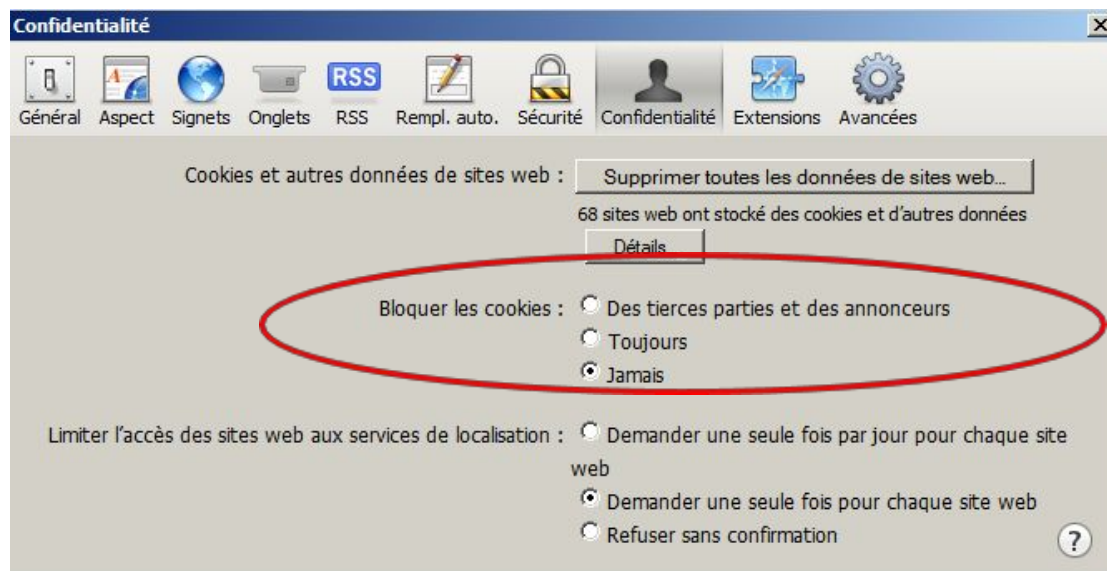 Confidentialité
Général Aspect Signets Onglets RSS Rempl. auto. Sécurité Confidentialité Extensions Avancées
RSS
Cookies et autres données de sites web : Supprimer toutes les données de sites web...
68 sites web ont stocké des cookies et d'autres données
Détails...
Bloquer les cookies : Des tierces parties et des annonceurs
Toujours
Jamais
Limiter l'accès des sites web aux services de localisation : Demander une seule fois par jour pour chaque site
web
Demander une seule fois pour chaque site web
Refuser sans confirmation
?